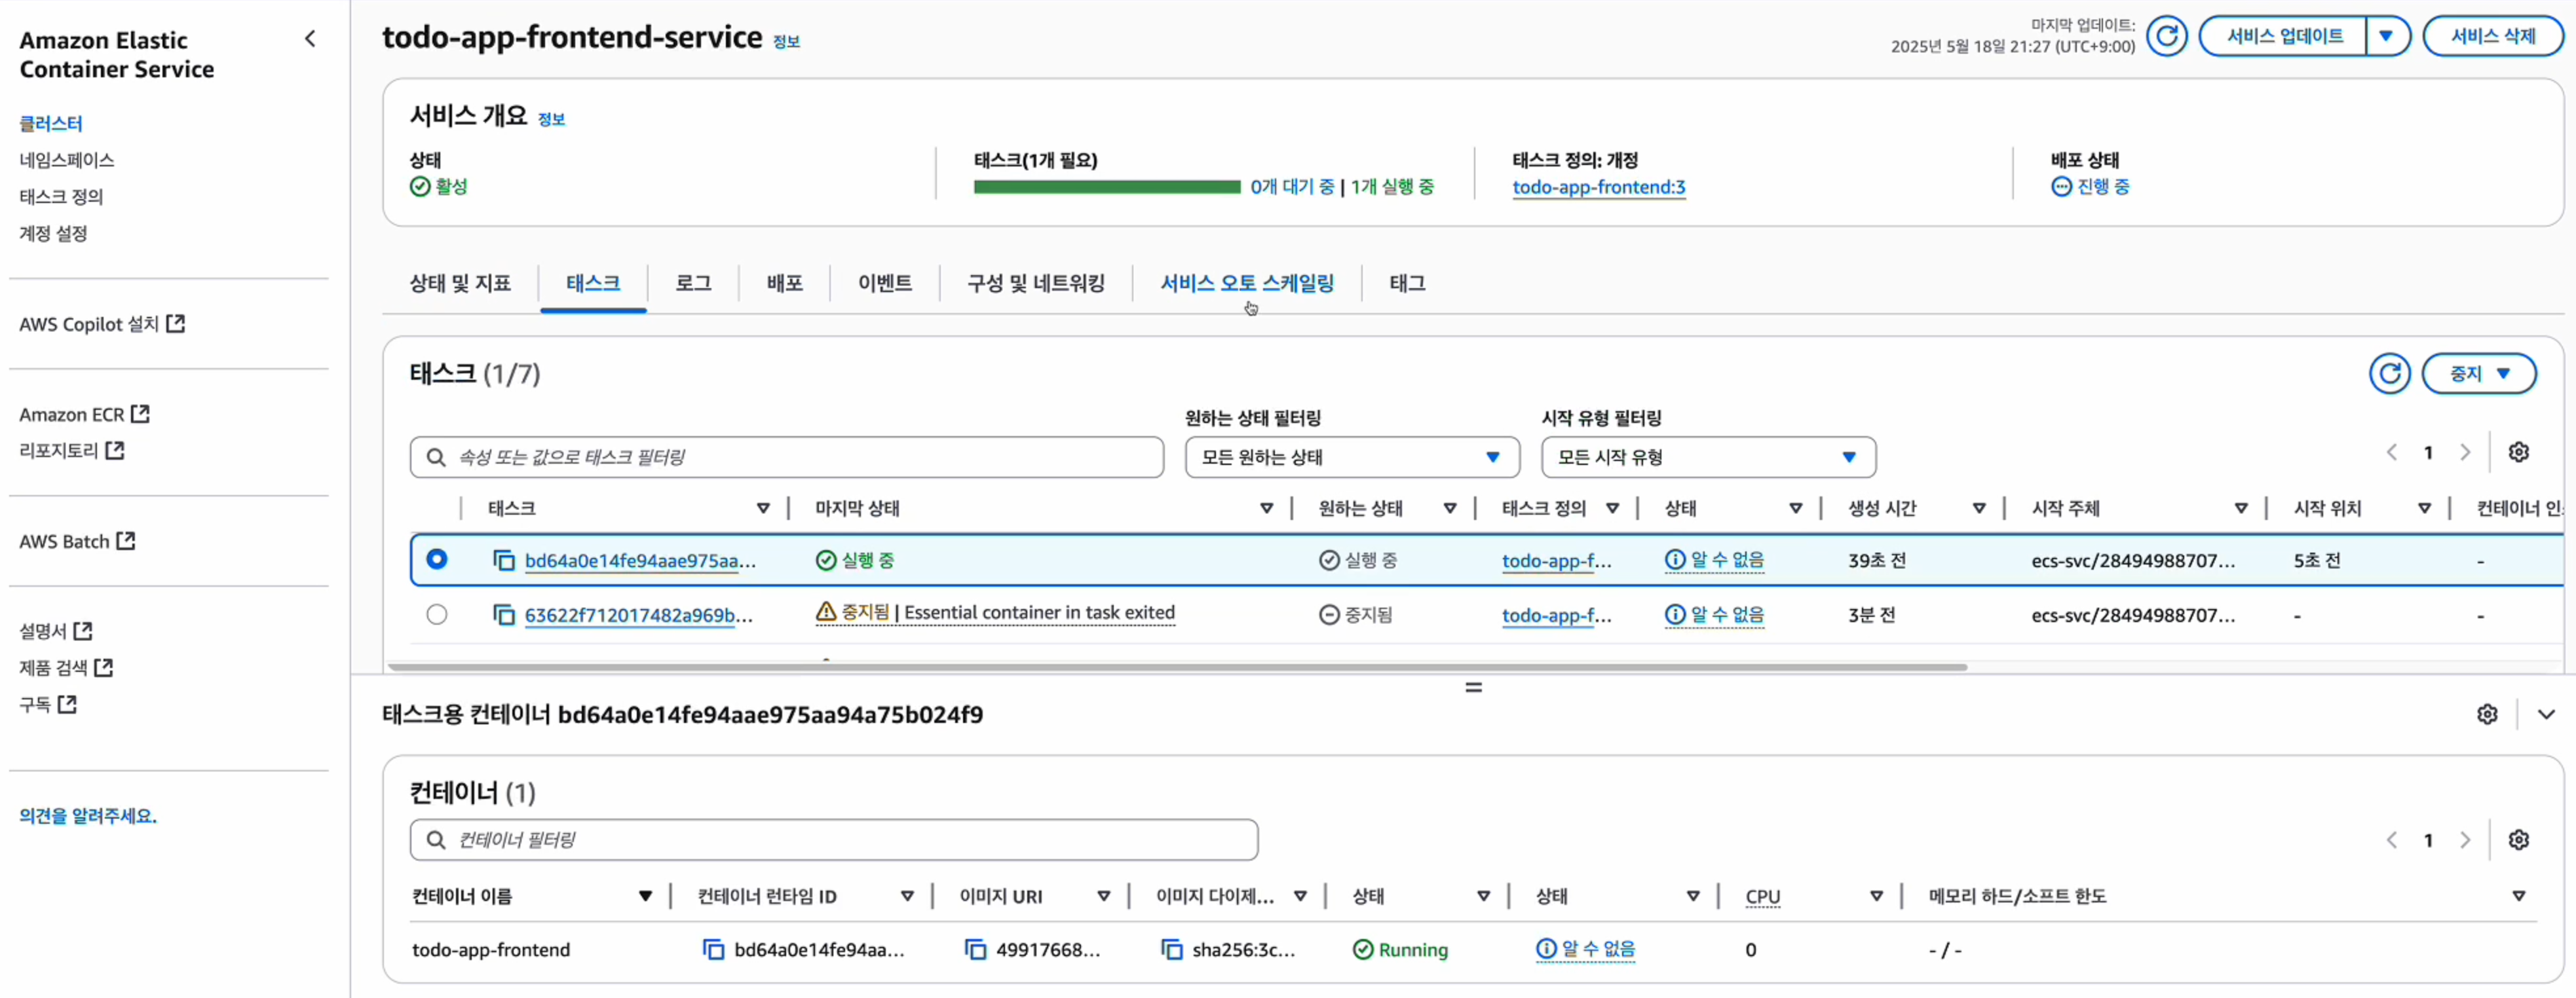 Amazon Elastic
Container Service
클러스터
네임스페이스
태스크 정의
계정 설정
AWS Copilot 설치
Amazon ECR
리포지토리
AWS Batch
설명서
제품 검색
구독
의견을 알려주세요.
todo-app-frontend-service 정보
마지막 업데이트:
2025년 5월 18일 21:27 (UTC+9:00)
서비스 업데이트
서비스 삭제
서비스 개요 정보
상태
활성
태스크(1개 필요)
0개 대기 중 | 1개 실행 중
태스크 정의: 개정
todo-app-frontend:3
배포 상태
진행 중
상태 및 지표 태스크 로그 배포 이벤트 구성 및 네트워킹 서비스 오토 스케일링 태그
태스크 (1/7)
중지
원하는 상태 필터링 시작 유형 필터링
속성 또는 값으로 태스크 필터링 모든 원하는 상태 모든 시작 유형 1
태스크 마지막 상태 원하는 상태 태스크 정의 상태 생성 시간 시작 주체 시작 위치 컨테이너
bd64a0e14fe94aae975aa... 실행 중 실행 중 todo-app-f... 알 수 없음 39초 전 ecs-svc/28494988707... 5초 전 -
63622f712017482a969b... 중지됨 | Essential container in task exited 중지됨 todo-app-f... 알 수 없음 3분 전 ecs-svc/28494988707... - -
태스크용 컨테이너 bd64a0e14fe94aae975aa94a75b024f9
컨테이너 (1)
컨테이너 필터링 1
컨테이너 이름 컨테이너 런타임 ID 이미지 URI 이미지 다이제... 상태 상태 CPU 메모리 하드/소프트 한도
todo-app-frontend bd64a0e14fe94aa... 49917668... sha256:3c... Running 알 수 없음 0 - / -